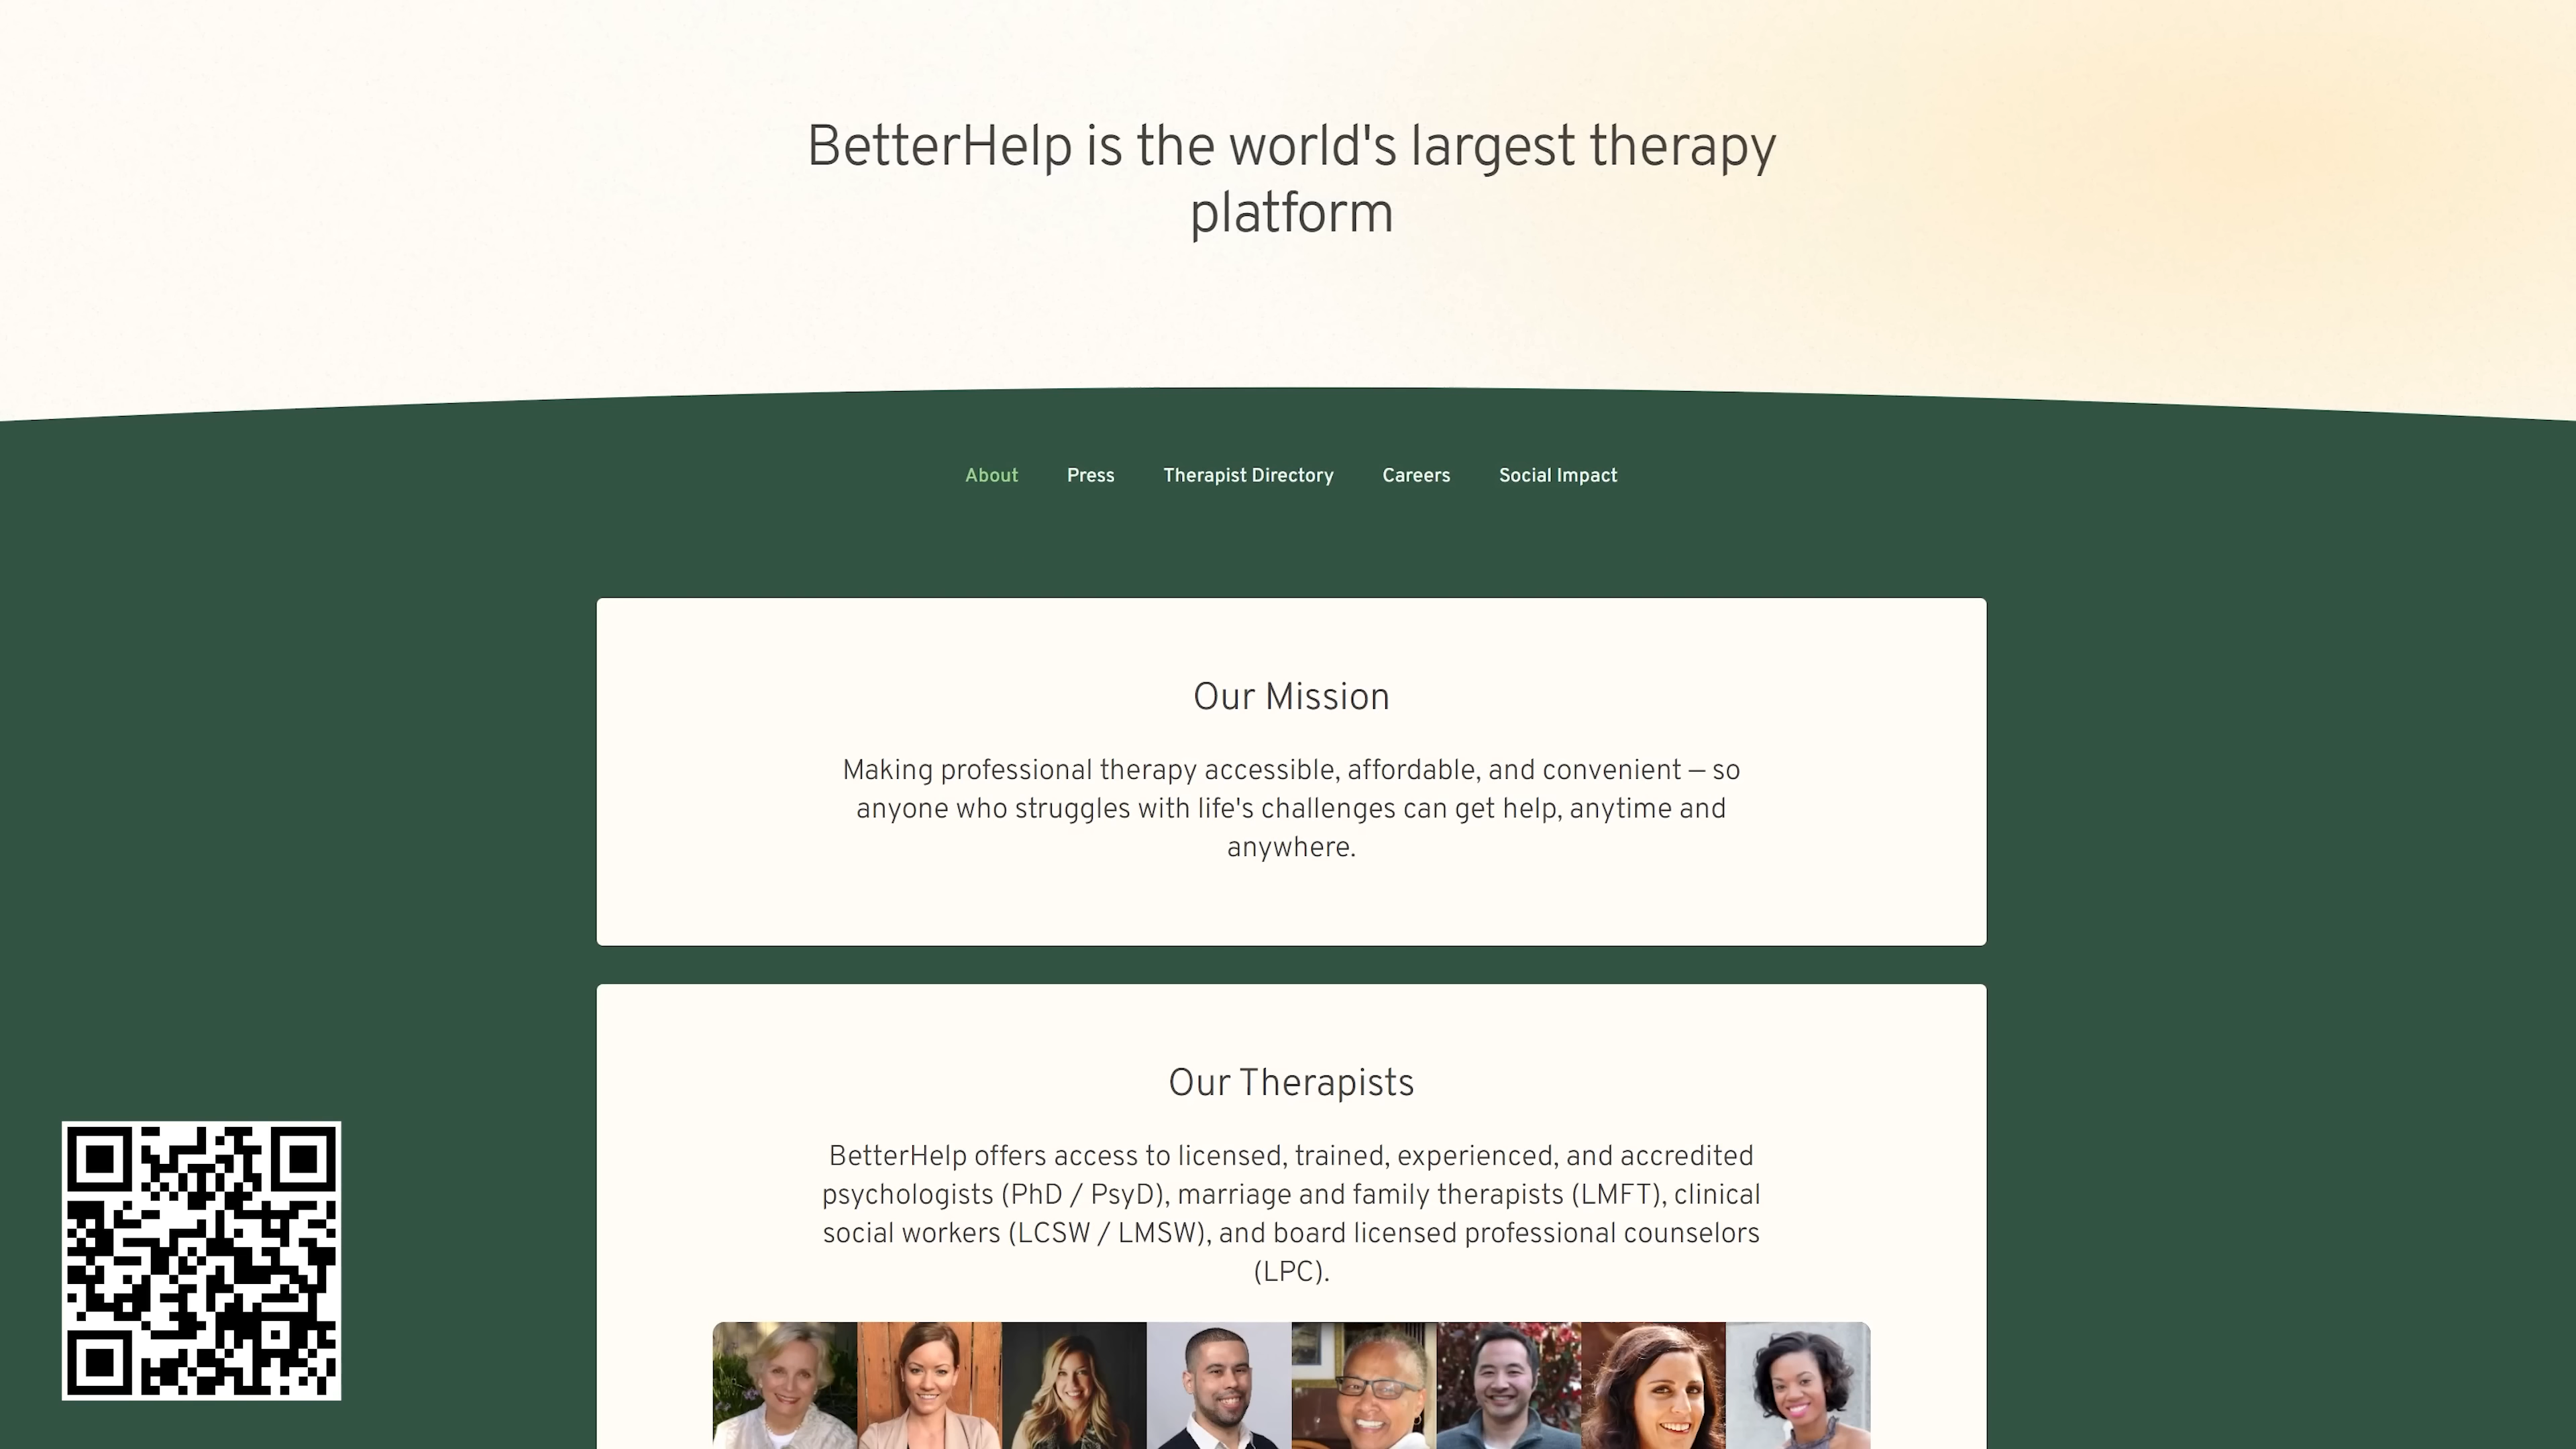 BetterHelp is the world's largest therapy
platform
About Press Therapist Directory Careers Social Impact
Our Mission
Making professional therapy accessible, affordable, and convenient — so
anyone who struggles with life's challenges can get help, anytime and
anywhere.
Our Therapists
BetterHelp offers access to licensed, trained, experienced, and accredited
psychologists (PhD / PsyD), marriage and family therapists (LMFT), clinical
social workers (LCSW / LMSW), and board licensed professional counselors
(LPC).